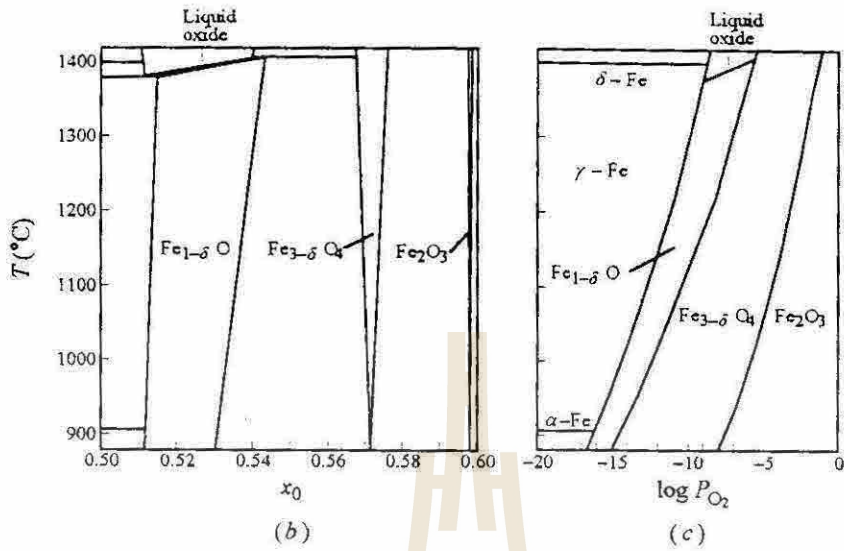 Liquid
oxide
1400
1300
1200
1100
1000
900
T (°C)
Fe1−δ O
Fe3−δ O4
Fe2O3
0.50
0.52
0.54
0.56
0.58
0.60
x0
(b)
Liquid
oxide
δ−Fe
γ−Fe
Fe1−δ O
Fe3−δ O4
Fe2O3
α−Fe
−20
−15
−10
−5
0
log PO2
(c)